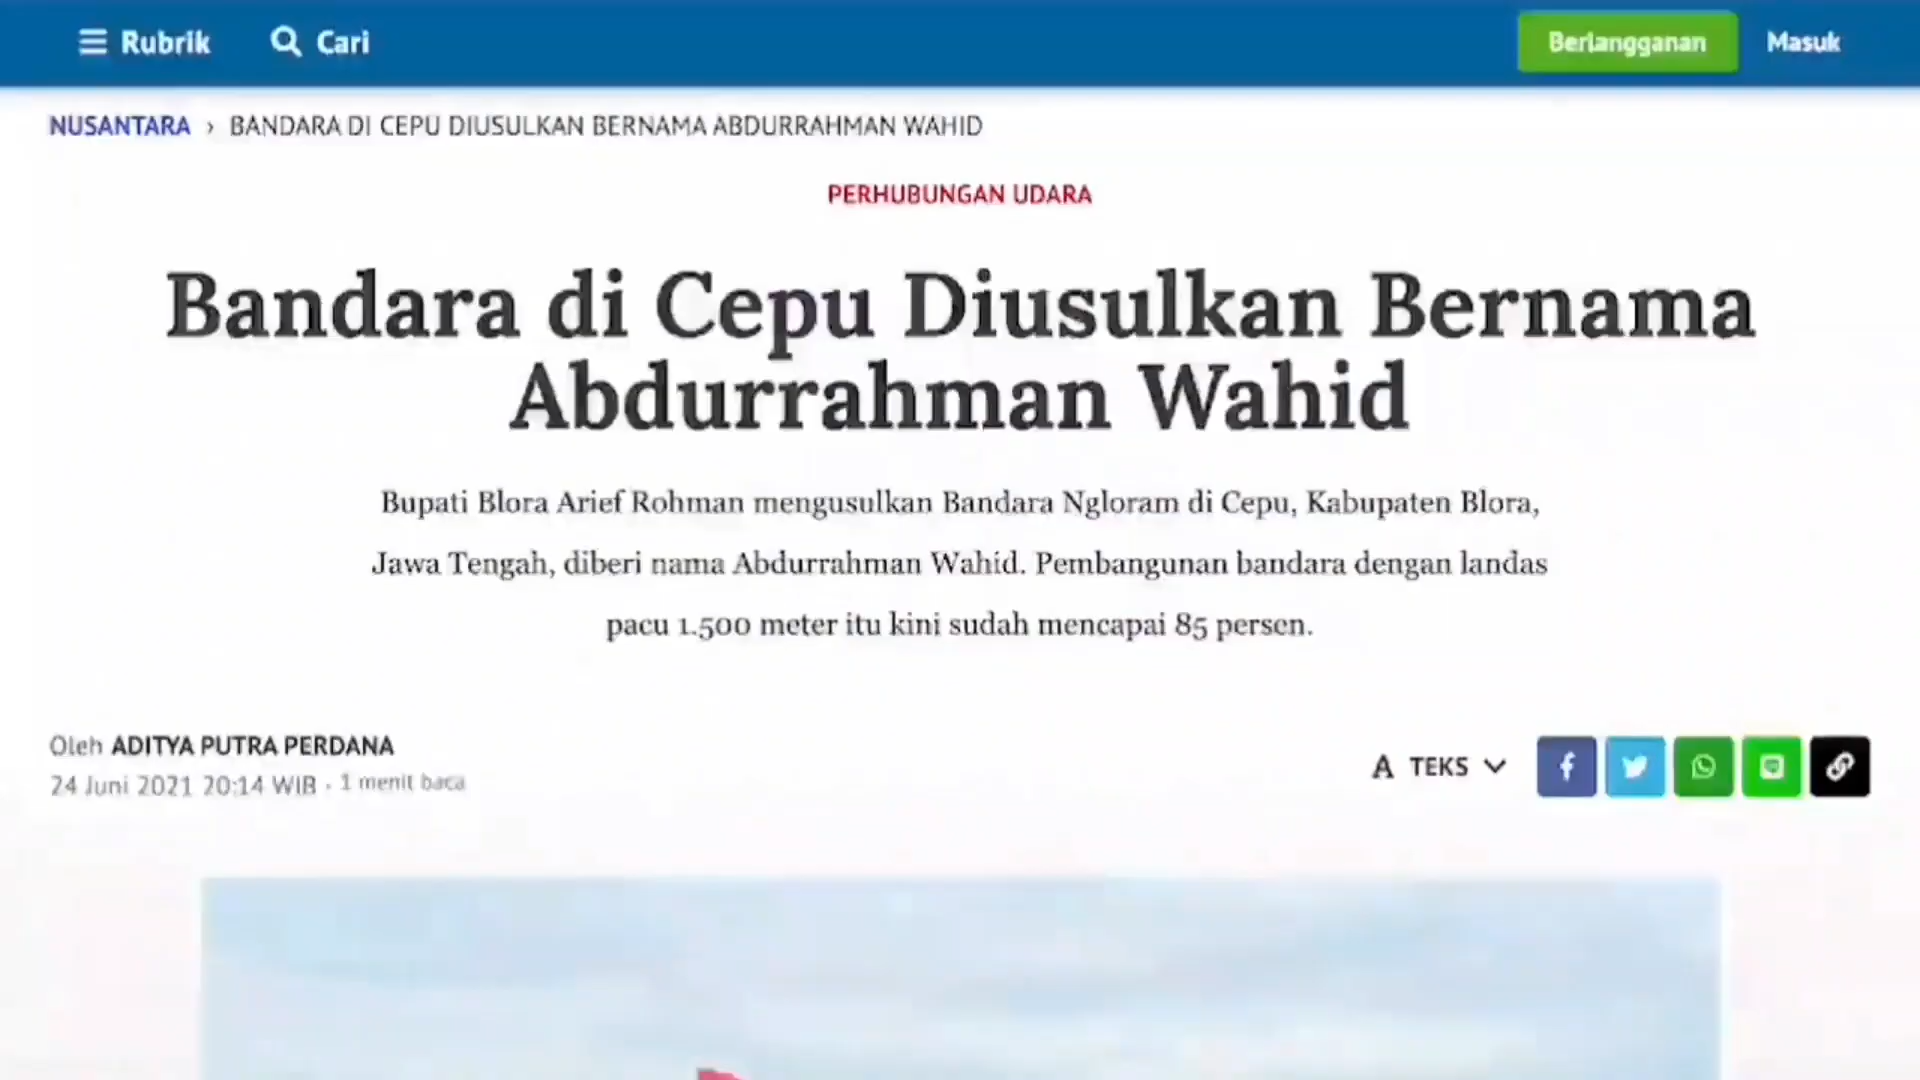 Rubrik
Cari
Berlangganan
Masuk
NUSANTARA › BANDARA DI CEPU DIUSULKAN BERNAMA ABDURRAHMAN WAHID
PERHUBUNGAN UDARA
Bandara di Cepu Diusulkan Bernama
Abdurrahman Wahid
Bupati Blora Arief Rohman mengusulkan Bandara Ngloram di Cepu, Kabupaten Blora,
Jawa Tengah, diberi nama Abdurrahman Wahid. Pembangunan bandara dengan landas
pacu 1.500 meter itu kini sudah mencapai 85 persen.
Oleh ADITYA PUTRA PERDANA
24 Juni 2021 20:14 WIB · 1 menit baca
A TEKS